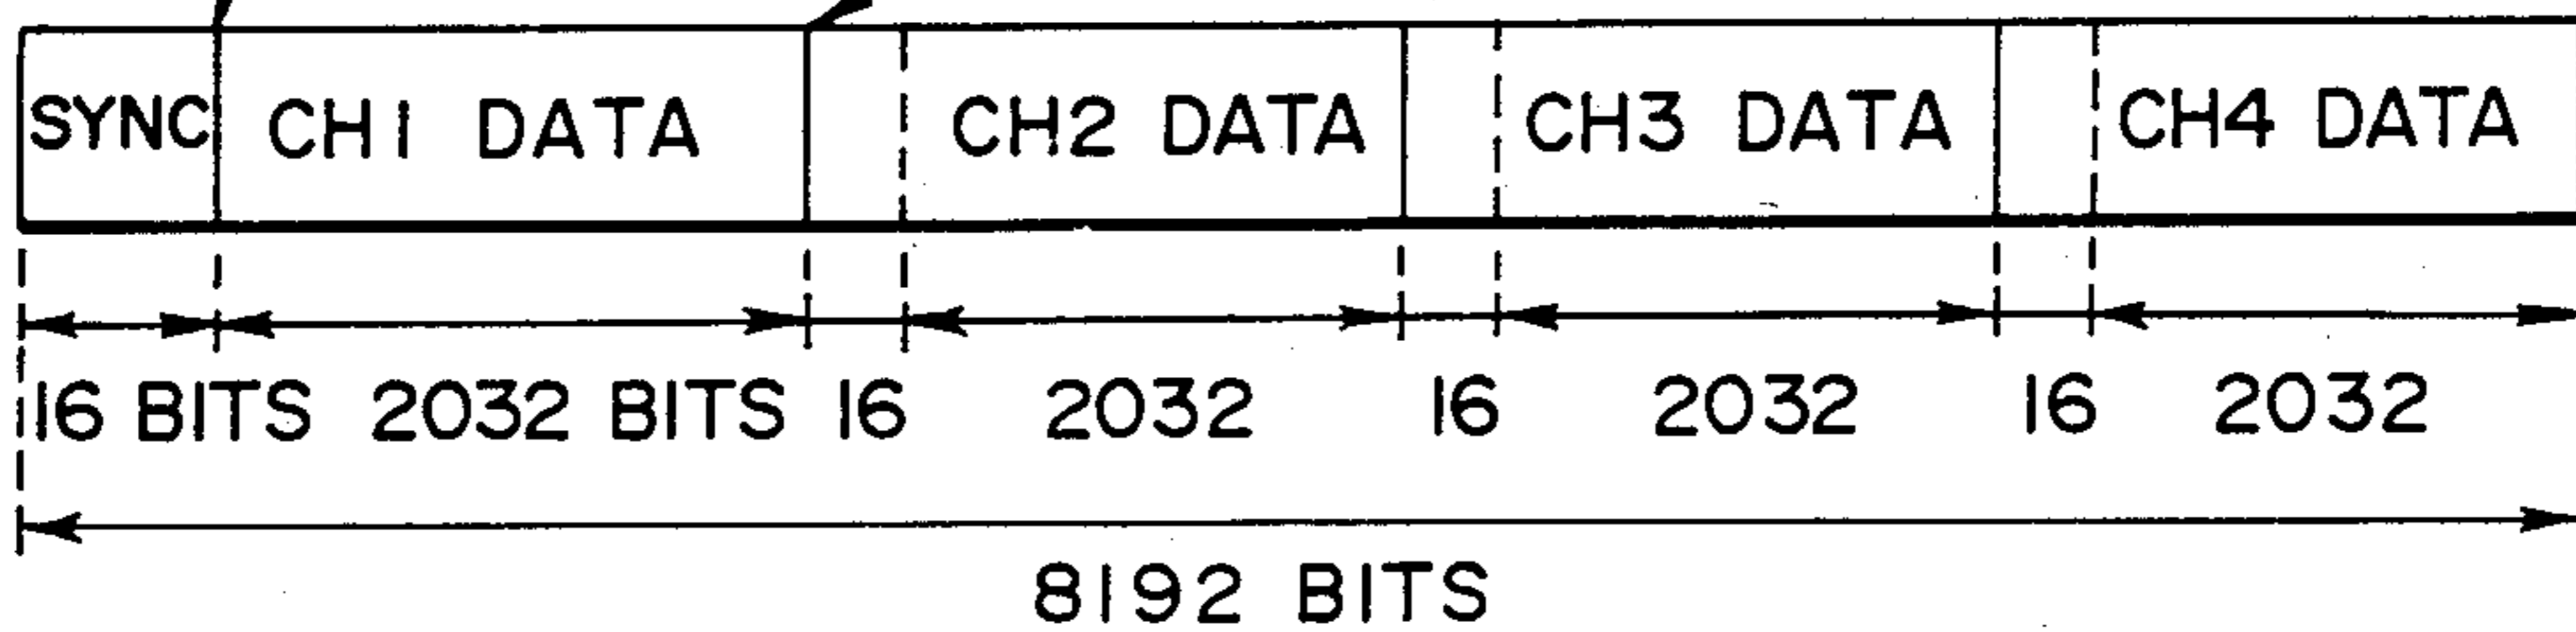 SYNC CH1 DATA CH2 DATA CH3 DATA CH4 DATA
16 BITS 2032 BITS 16 2032 16 2032 16 2032
8192 BITS